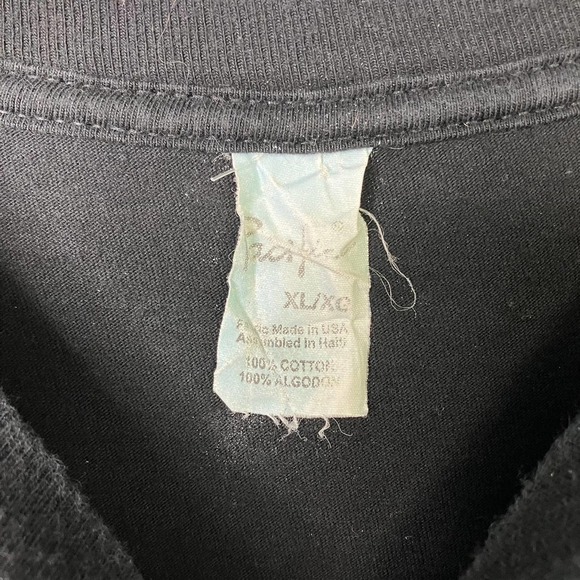 Pacific
XL/XG
Fabric Made in USA
Assembled in Haiti
100% COTTON
100% ALGODON